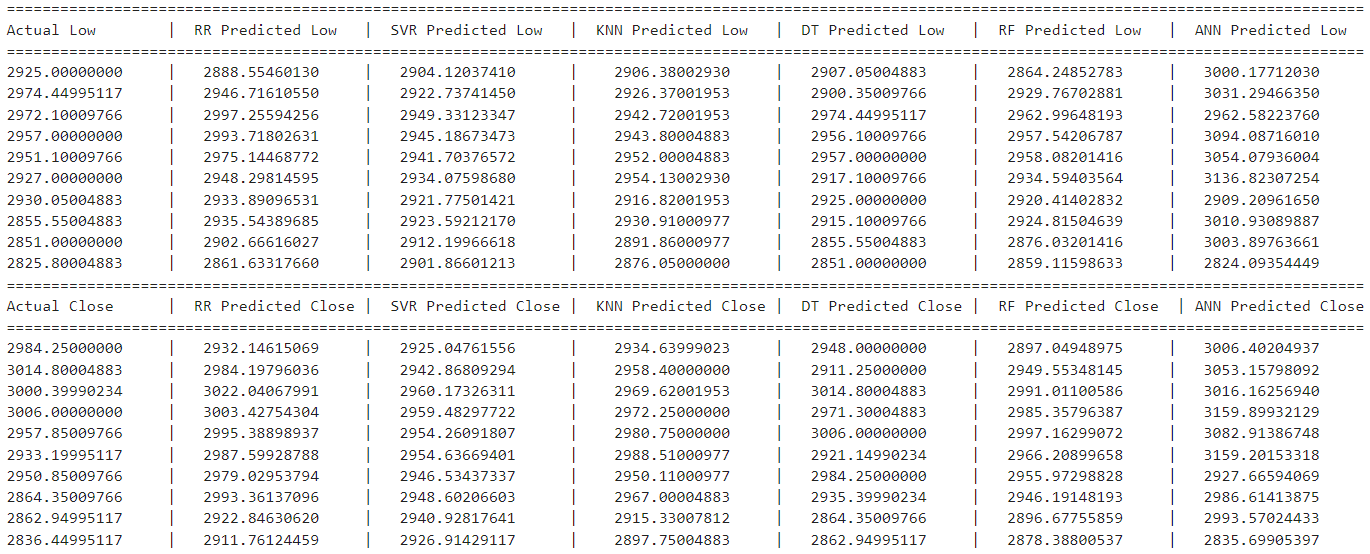 Actual Low | RR Predicted Low | SVR Predicted Low | KNN Predicted Low | DT Predicted Low | RF Predicted Low | ANN Predicted Low
2925.00000000 | 2888.55460130 | 2904.12037410 | 2906.38002930 | 2907.05004883 | 2864.24852783 | 3000.17712030
2974.44995117 | 2946.71610550 | 2922.73741450 | 2926.37001953 | 2900.35009766 | 2929.76702881 | 3031.29466350
2972.10009766 | 2997.25594256 | 2949.33123347 | 2942.72001953 | 2974.44995117 | 2962.99648193 | 2962.58223760
2957.00000000 | 2993.71802631 | 2945.18673473 | 2943.80004883 | 2956.10009766 | 2957.54206787 | 3094.08716010
2951.10009766 | 2975.14468772 | 2941.70376572 | 2952.00004883 | 2957.00000000 | 2958.08201416 | 3054.07936004
2927.00000000 | 2948.29814595 | 2934.07598680 | 2954.13002930 | 2917.10009766 | 2934.59403564 | 3136.82307254
2930.05004883 | 2933.89096531 | 2921.77501421 | 2916.82001953 | 2925.00000000 | 2920.41402832 | 2909.20961650
2855.55004883 | 2935.54389685 | 2923.59212170 | 2930.91000977 | 2915.10009766 | 2924.81504639 | 3010.93089887
2851.00000000 | 2902.66616027 | 2912.19966618 | 2891.86000977 | 2855.55004883 | 2876.03201416 | 3003.89763661
2825.80004883 | 2861.63317660 | 2901.86601213 | 2876.05000000 | 2851.00000000 | 2859.11598633 | 2824.09354449
Actual Close | RR Predicted Close | SVR Predicted Close | KNN Predicted Close | DT Predicted Close | RF Predicted Close | ANN Predicted Close
2984.25000000 | 2932.14615069 | 2925.04761556 | 2934.63999023 | 2948.00000000 | 2897.04948975 | 3006.40204937
3014.80004883 | 2984.19796036 | 2942.86809294 | 2958.40000000 | 2911.25000000 | 2949.55348145 | 3053.15798092
3000.39990234 | 3022.04067991 | 2960.17326311 | 2969.62001953 | 3014.80004883 | 2991.01100586 | 3016.16256940
3006.00000000 | 3003.42754304 | 2959.48297722 | 2972.25000000 | 2971.30004883 | 2985.35796387 | 3159.89932129
2957.85009766 | 2995.38898937 | 2954.26091807 | 2980.75000000 | 3006.00000000 | 2997.16299072 | 3082.91386748
2933.19995117 | 2987.59928788 | 2954.63669401 | 2988.51000977 | 2921.14990234 | 2966.20899658 | 3159.20153318
2950.85009766 | 2979.02953794 | 2946.53437337 | 2950.11000977 | 2984.25000000 | 2955.97298828 | 2927.66594069
2864.35009766 | 2993.36137096 | 2948.60206603 | 2967.00004883 | 2935.39990234 | 2946.19148193 | 2986.61413875
2862.94995117 | 2922.84630620 | 2940.92817641 | 2915.33007812 | 2864.35009766 | 2896.67755859 | 2993.57024433
2836.44995117 | 2911.76124459 | 2926.91429117 | 2897.75004883 | 2862.94995117 | 2878.38800537 | 2835.69905397